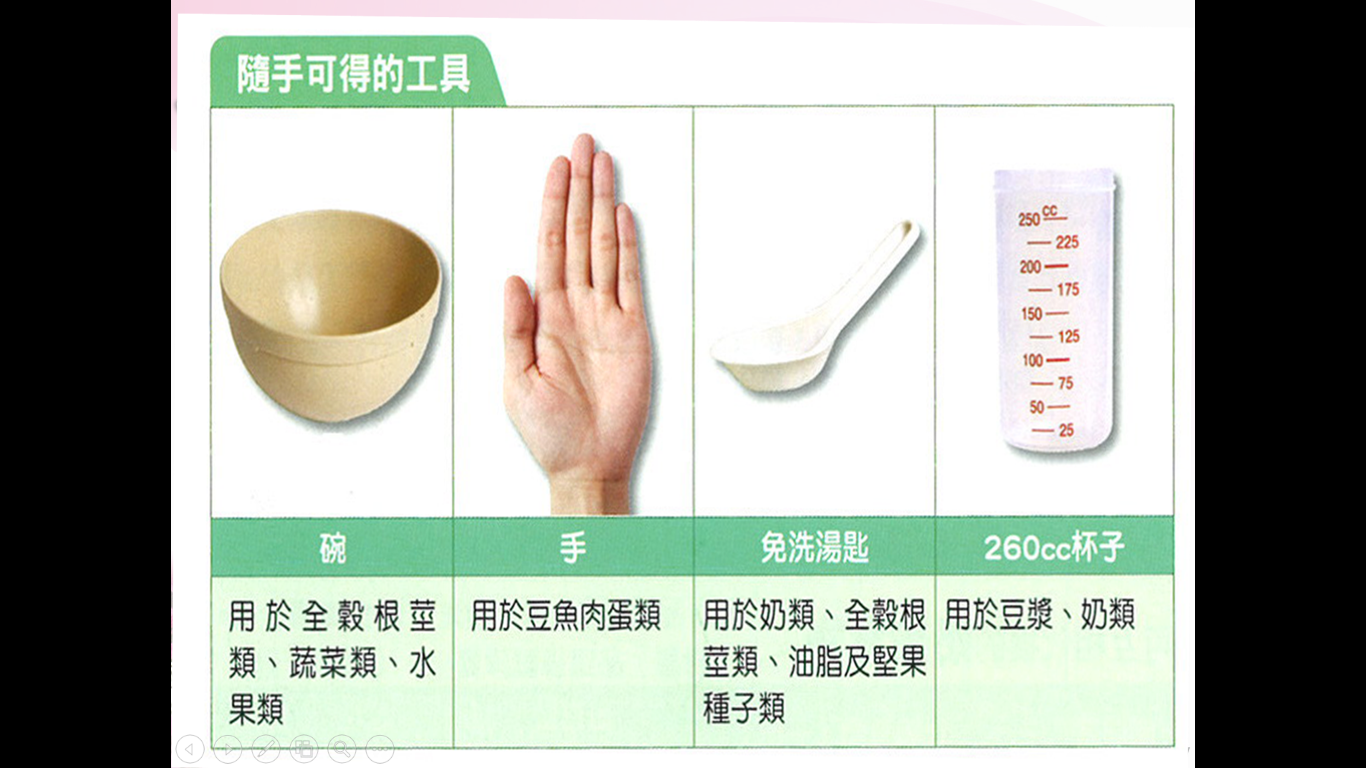 隨手可得的工具
250 cc
225
200
175
150
125
100
75
50
25
碗
手
免洗湯匙
260cc杯子
用於全穀根莖
類、蔬菜類、水
果類
用於豆魚肉蛋類
用於奶類、全穀根
莖類、油脂及堅果
種子類
用於豆漿、奶類